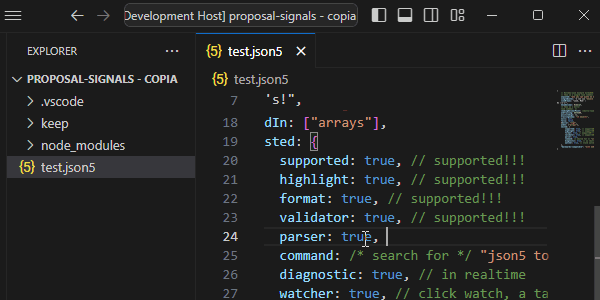 [Development Host] proposal-signals - copia
EXPLORER
PROPOSAL-SIGNALS - COPIA
.vscode
keep
node_modules
{5} test.json5
{5} test.json5
{5} test.json5
7 's!",
18 dIn: ["arrays"],
19 sted: {
20 supported: true, // supported!!!
21 highlight: true, // supported!!!
22 format: true, // supported!!!
23 validator: true, // supported!!!
24 parser: true,
25 command: /* search for */ "json5 to
26 diagnostic: true, // in realtime
27 watcher: true, // click watch, a ta